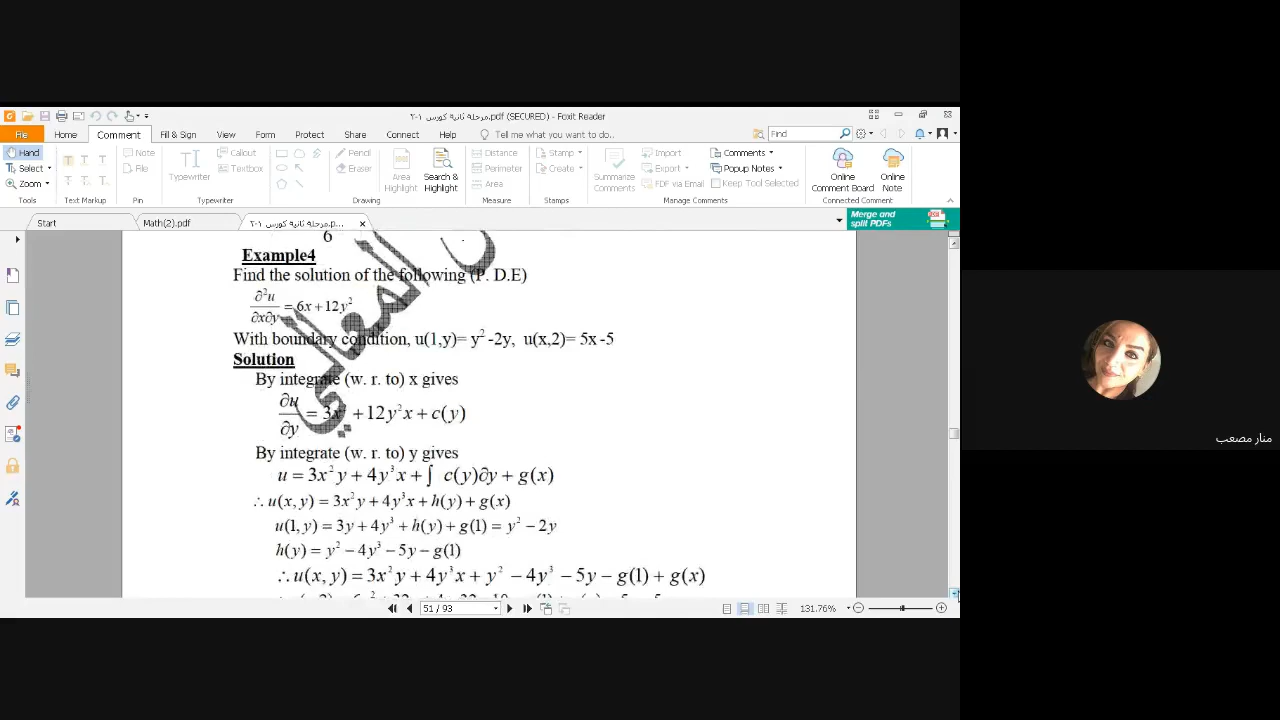 مرحلة ثانية كورس ٢-١.pdf (SECURED) - Foxit Reader
File Home Comment Fill & Sign View Form Protect Share Connect Help Tell me what you want to do.. Find
Hand Note Callout Pencil Distance Stamp Import Comments
Select File Typewriter Textbox Eraser Area Highlight Search & Highlight Perimeter Create Summarize Comments Export Popup Notes Online Comment Board Online Note
Zoom Area FDF via Email Keep Tool Selected
Tools Text Markup Pin Typewriter Drawing Measure Stamps Manage Comments Connected Comment
Start Math(2).pdf مرحلة ثانية كورس ٢-١.p... Merge and split PDFs
6
Example4
Find the solution of the following (P. D.E)
∂²u/∂x∂y = 6x + 12y²
With boundary condition, u(1,y)= y² -2y, u(x,2)= 5x -5
Solution
By integrate (w. r. to) x gives
∂u/∂y = 3x² + 12y²x + c(y)
By integrate (w. r. to) y gives
u = 3x²y + 4y³x + ∫ c(y)∂y + g(x)
∴ u(x, y) = 3x²y + 4y³x + h(y) + g(x)
u(1, y) = 3y + 4y³ + h(y) + g(1) = y² − 2y
h(y) = y² − 4y³ − 5y − g(1)
∴ u(x, y) = 3x²y + 4y³x + y² − 4y³ − 5y − g(1) + g(x)
51 / 93 131.76%
منار مصعب